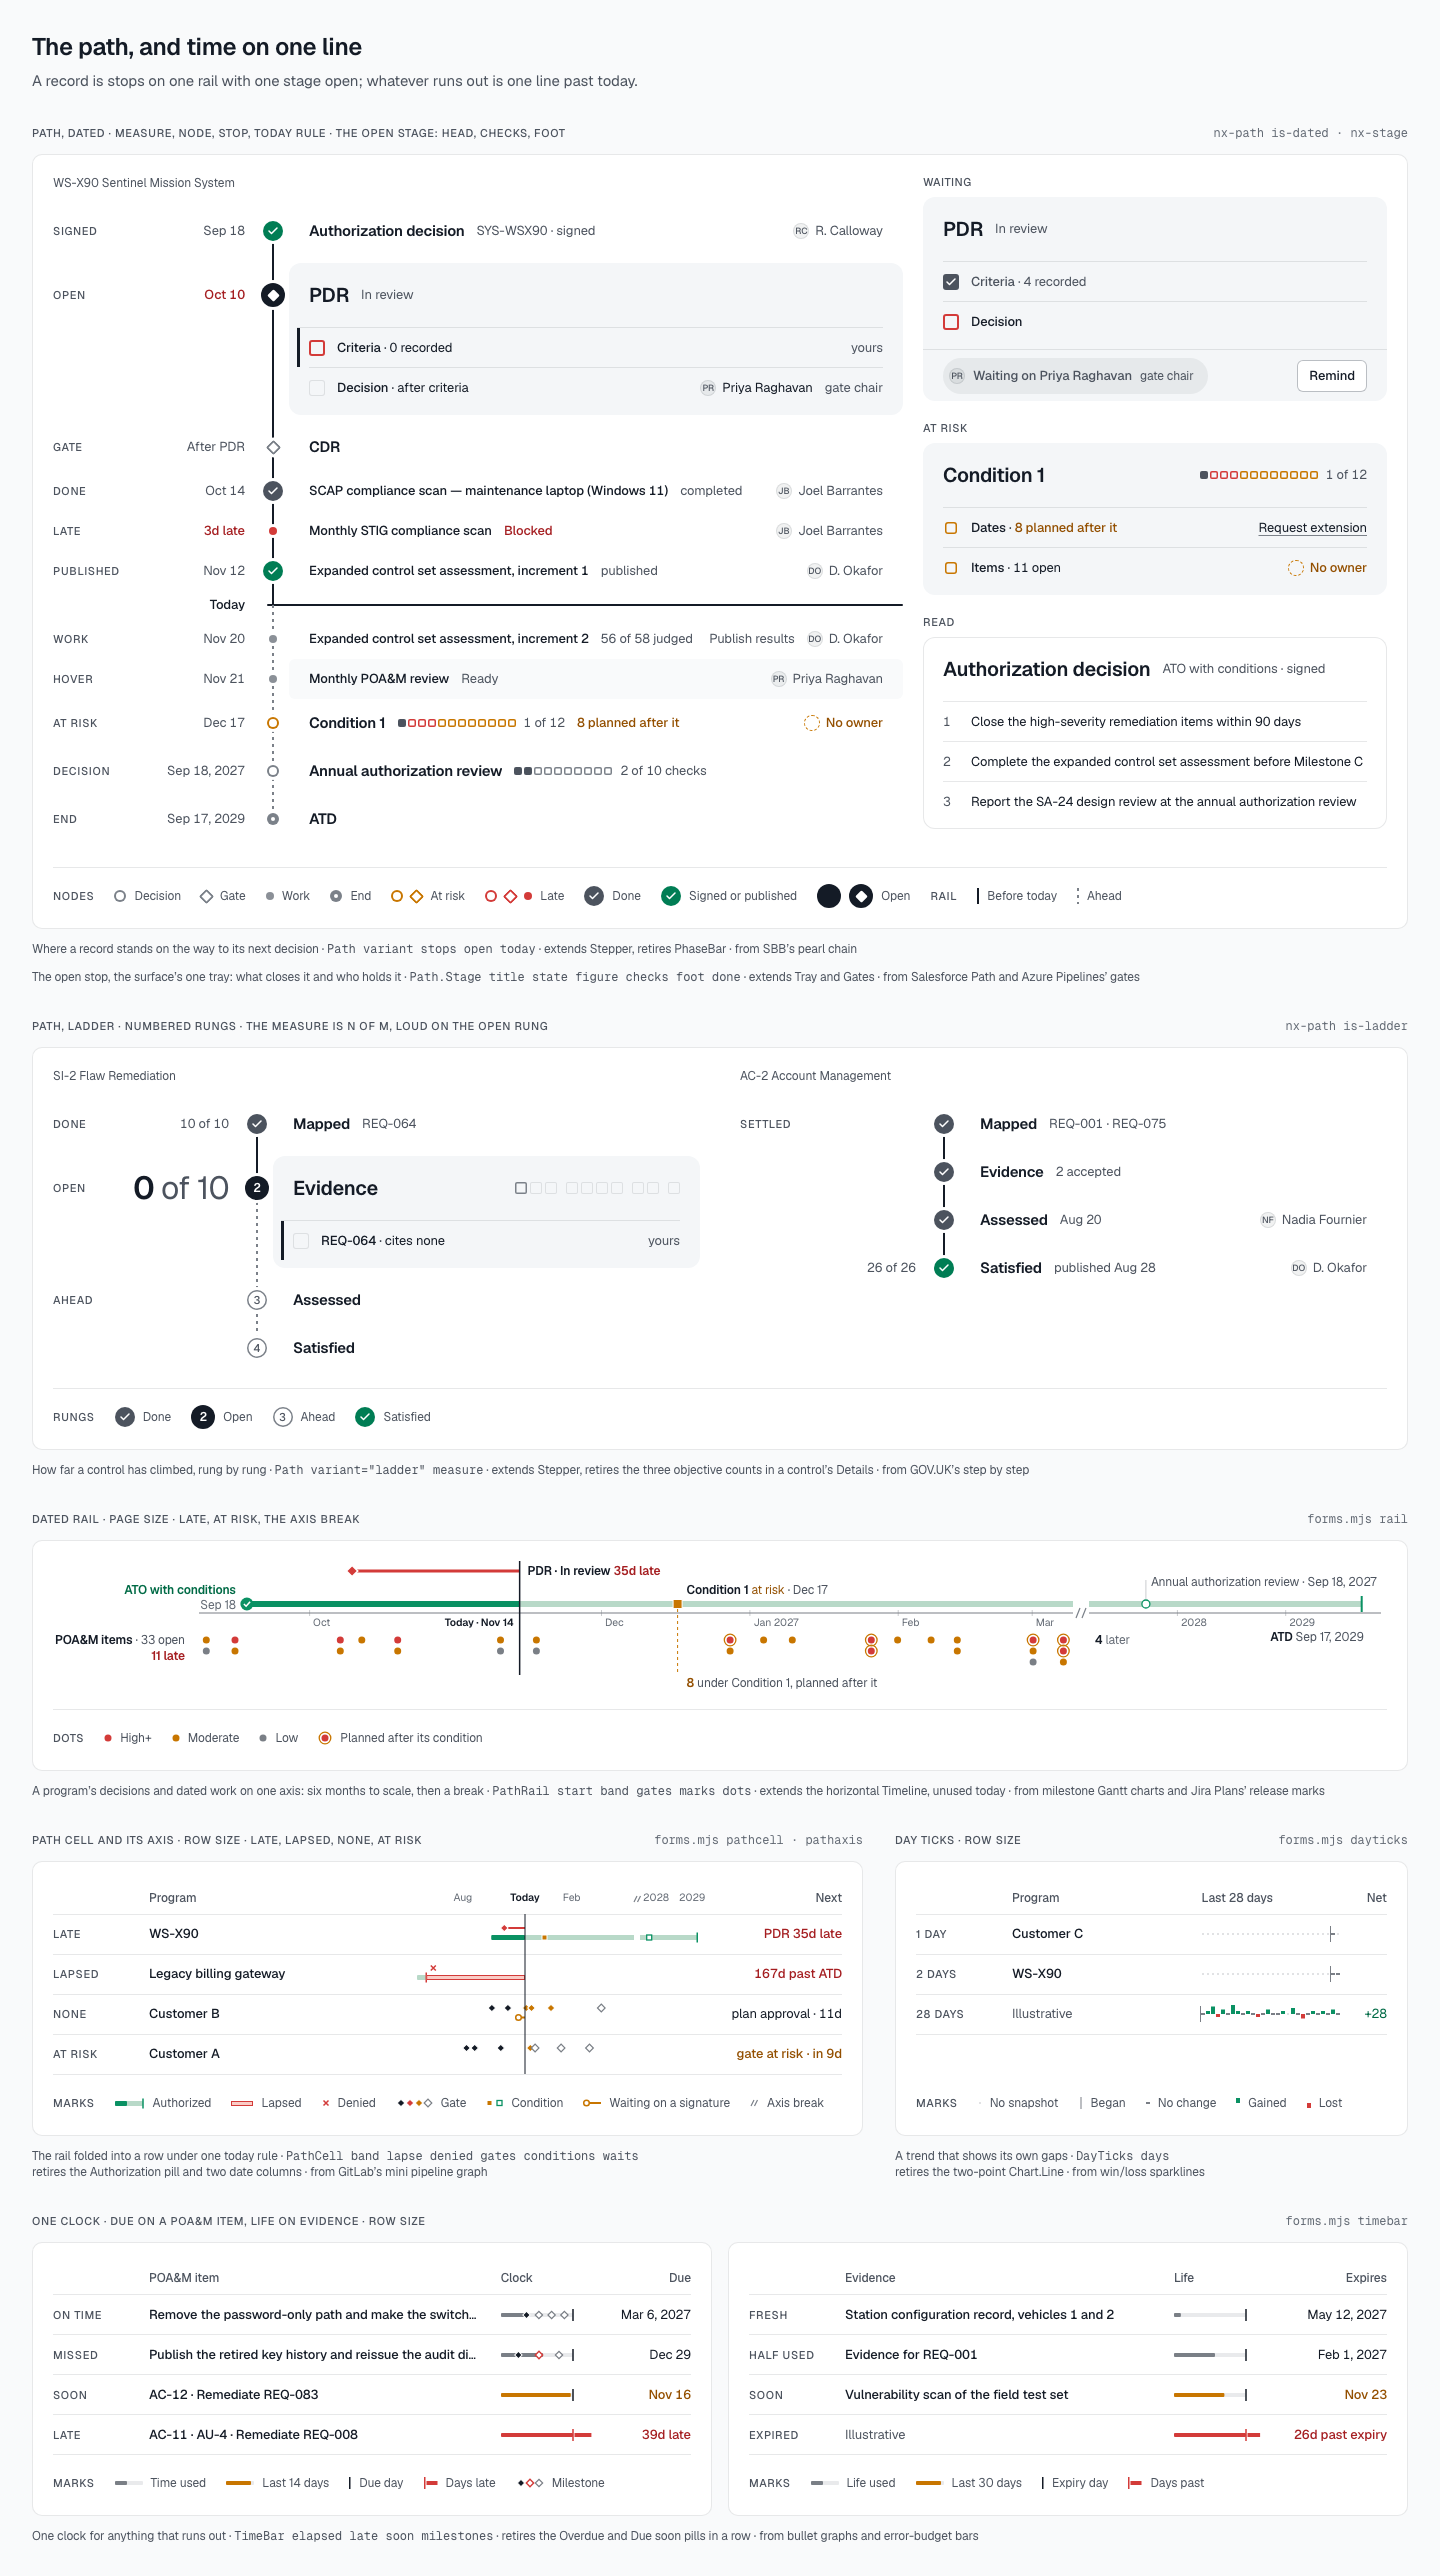 The path, and time on one line
A record is stops on one rail with one stage open; whatever runs out is one line past today.
PATH, DATED · MEASURE, NODE, STOP, TODAY RULE · THE OPEN STAGE: HEAD, CHECKS, FOOT
nx-path is-dated · nx-stage
WS-X90 Sentinel Mission System
SIGNED Sep 18 Authorization decision SYS-WSX90 · signed RC R. Calloway
OPEN Oct 10 PDR In review
Criteria · 0 recorded yours
Decision · after criteria PR Priya Raghavan gate chair
GATE After PDR CDR
DONE Oct 14 SCAP compliance scan — maintenance laptop (Windows 11) completed JB Joel Barrantes
LATE 3d late Monthly STIG compliance scan Blocked JB Joel Barrantes
PUBLISHED Nov 12 Expanded control set assessment, increment 1 published DO D. Okafor
Today
WORK Nov 20 Expanded control set assessment, increment 2 56 of 58 judged Publish results DO D. Okafor
HOVER Nov 21 Monthly POA&M review Ready PR Priya Raghavan
AT RISK Dec 17 Condition 1 1 of 12 8 planned after it No owner
DECISION Sep 18, 2027 Annual authorization review 2 of 10 checks
END Sep 17, 2029 ATD
WAITING
PDR In review
Criteria · 4 recorded
Decision
PR Waiting on Priya Raghavan gate chair Remind
AT RISK
Condition 1 1 of 12
Dates · 8 planned after it Request extension
Items · 11 open No owner
READ
Authorization decision ATO with conditions · signed
1 Close the high-severity remediation items within 90 days
2 Complete the expanded control set assessment before Milestone C
3 Report the SA-24 design review at the annual authorization review
NODES Decision Gate Work End At risk Late Done Signed or published Open RAIL Before today Ahead
Where a record stands on the way to its next decision · Path variant stops open today · extends Stepper, retires PhaseBar · from SBB's pearl chain
The open stop, the surface's one tray: what closes it and who holds it · Path.Stage title state figure checks foot done · extends Tray and Gates · from Salesforce Path and Azure Pipelines' gates
PATH, LADDER · NUMBERED RUNGS · THE MEASURE IS N OF M, LOUD ON THE OPEN RUNG
nx-path is-ladder
SI-2 Flaw Remediation
DONE 10 of 10 Mapped REQ-064
OPEN 0 of 10 2 Evidence
REQ-064 · cites none yours
AHEAD 3 Assessed
4 Satisfied
AC-2 Account Management
SETTLED Mapped REQ-001 · REQ-075
Evidence 2 accepted
Assessed Aug 20 NF Nadia Fournier
26 of 26 Satisfied published Aug 28 DO D. Okafor
RUNGS Done 2 Open 3 Ahead Satisfied
How far a control has climbed, rung by rung · Path variant="ladder" measure · extends Stepper, retires the three objective counts in a control's Details · from GOV.UK's step by step
DATED RAIL · PAGE SIZE · LATE, AT RISK, THE AXIS BREAK
forms.mjs rail
PDR · In review 35d late
ATO with conditions Condition 1 at risk · Dec 17 Annual authorization review · Sep 18, 2027
Sep 18
Oct Today · Nov 14 Dec Jan 2027 Feb Mar // 2028 2029
POA&M items · 33 open 4 later ATD Sep 17, 2029
11 late
8 under Condition 1, planned after it
DOTS High+ Moderate Low Planned after its condition
A program's decisions and dated work on one axis: six months to scale, then a break · PathRail start band gates marks dots · extends the horizontal Timeline, unused today · from milestone Gantt charts and Jira Plans' release marks
PATH CELL AND ITS AXIS · ROW SIZE · LATE, LAPSED, NONE, AT RISK
forms.mjs pathcell · pathaxis
Program Aug Today Feb // 2028 2029 Next
LATE WS-X90 PDR 35d late
LAPSED Legacy billing gateway 167d past ATD
NONE Customer B plan approval · 11d
AT RISK Customer A gate at risk · in 9d
MARKS Authorized Lapsed Denied Gate Condition Waiting on a signature // Axis break
The rail folded into a row under one today rule · PathCell band lapse denied gates conditions waits
retires the Authorization pill and two date columns · from GitLab's mini pipeline graph
DAY TICKS · ROW SIZE
forms.mjs dayticks
Program Last 28 days Net
1 DAY Customer C
2 DAYS WS-X90
28 DAYS Illustrative +28
MARKS No snapshot Began No change Gained Lost
A trend that shows its own gaps · DayTicks days
retires the two-point Chart.Line · from win/loss sparklines
ONE CLOCK · DUE ON A POA&M ITEM, LIFE ON EVIDENCE · ROW SIZE
forms.mjs timebar
POA&M item Clock Due
ON TIME Remove the password-only path and make the switch... Mar 6, 2027
MISSED Publish the retired key history and reissue the audit di... Dec 29
SOON AC-12 · Remediate REQ-083 Nov 16
LATE AC-11 · AU-4 · Remediate REQ-008 39d late
MARKS Time used Last 14 days Due day Days late Milestone
Evidence Life Expires
FRESH Station configuration record, vehicles 1 and 2 May 12, 2027
HALF USED Evidence for REQ-001 Feb 1, 2027
SOON Vulnerability scan of the field test set Nov 23
EXPIRED Illustrative 26d past expiry
MARKS Life used Last 30 days Expiry day Days past
One clock for anything that runs out · TimeBar elapsed late soon milestones · retires the Overdue and Due soon pills in a row · from bullet graphs and error-budget bars